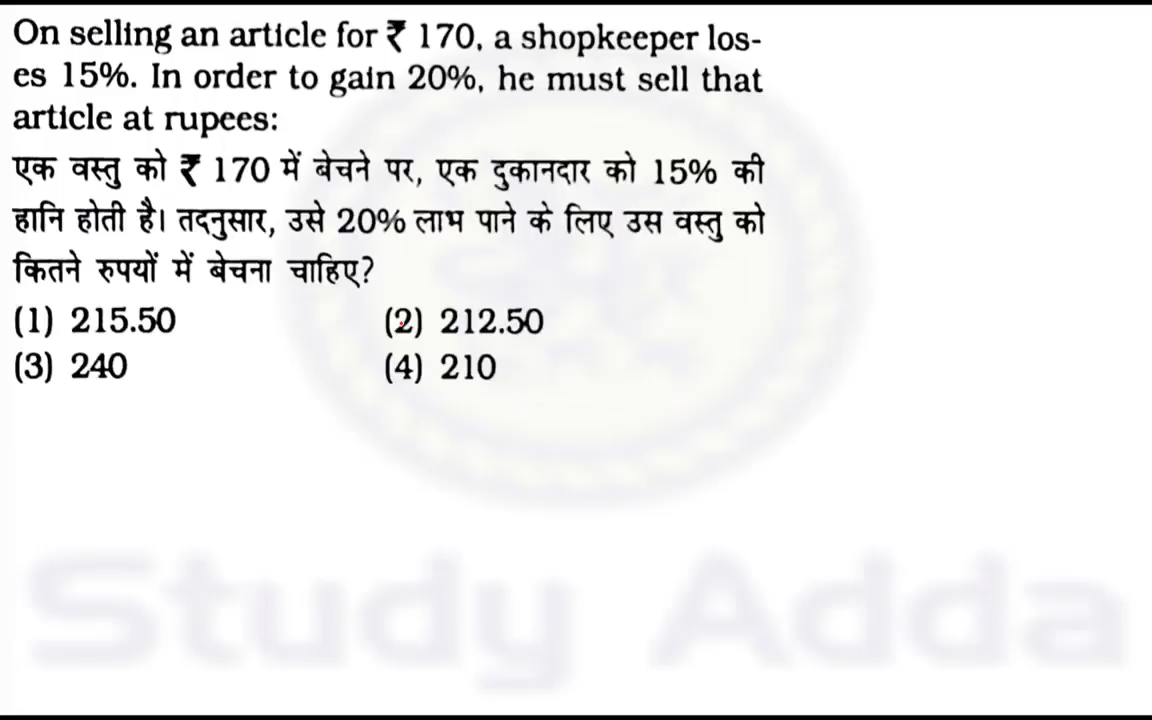 On selling an article for ₹ 170, a shopkeeper los-
es 15%. In order to gain 20%, he must sell that
article at rupees:
एक वस्तु को ₹ 170 में बेचने पर, एक दुकानदार को 15% की
हानि होती है। तद्नुसार, उसे 20% लाभ पाने के लिए उस वस्तु को
कितने रुपयों में बेचना चाहिए?
(1) 215.50 (2) 212.50
(3) 240 (4) 210
Study Adda